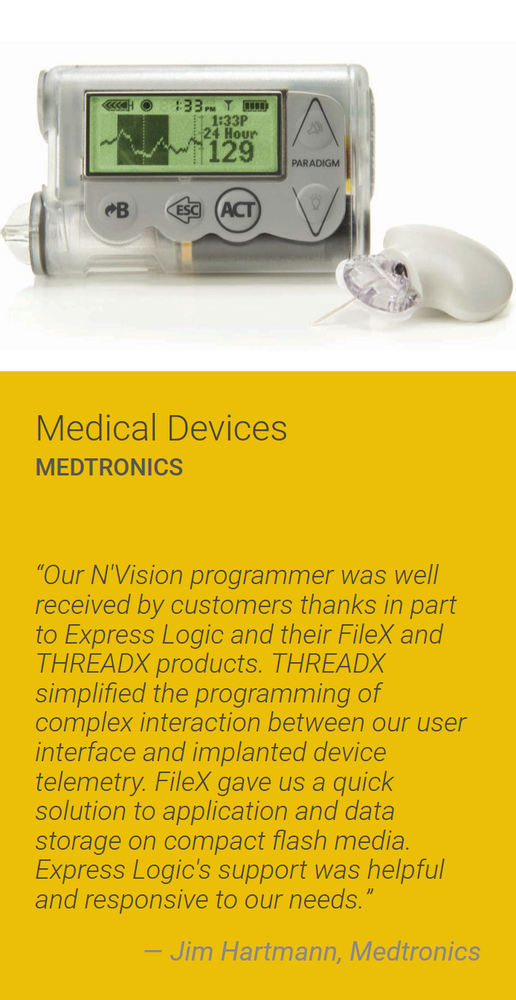 1:33 PM
1:33P
24 Hour
129
PARADIGM
B
ESC
ACT
Medical Devices
MEDTRONICS
“Our N'Vision programmer was well
received by customers thanks in part
to Express Logic and their FileX and
THREADX products. THREADX
simplified the programming of
complex interaction between our user
interface and implanted device
telemetry. FileX gave us a quick
solution to application and data
storage on compact flash media.
Express Logic's support was helpful
and responsive to our needs.”
— Jim Hartmann, Medtronics